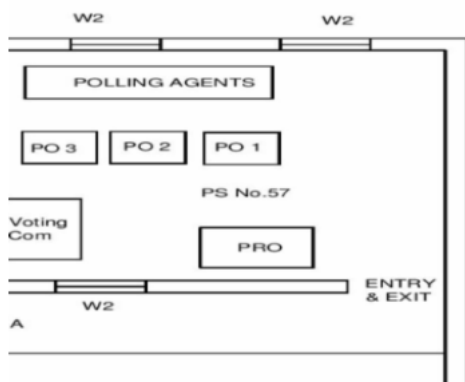 W2 W2
POLLING AGENTS
PO 3 PO 2 PO 1
PS No.57
Voting
Com
PRO
ENTRY
& EXIT
W2
A